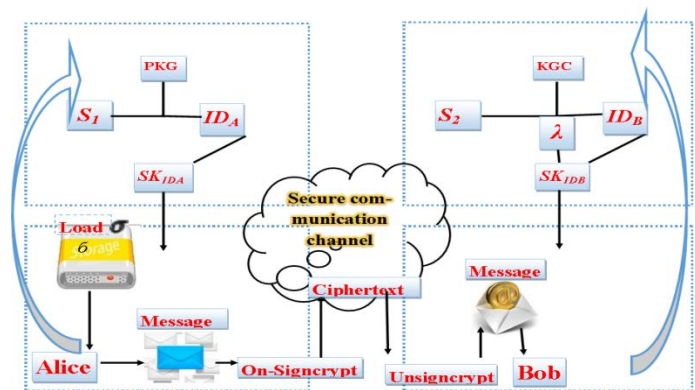 PKG
S1
IDA
SKIDA
KGC
S2
λ
IDB
SKIDB
Secure com-
munication
channel
Load σ
б
Storage
Ciphertext
Message
Message
Alice
On-Signcrypt
Unsigncrypt
Bob